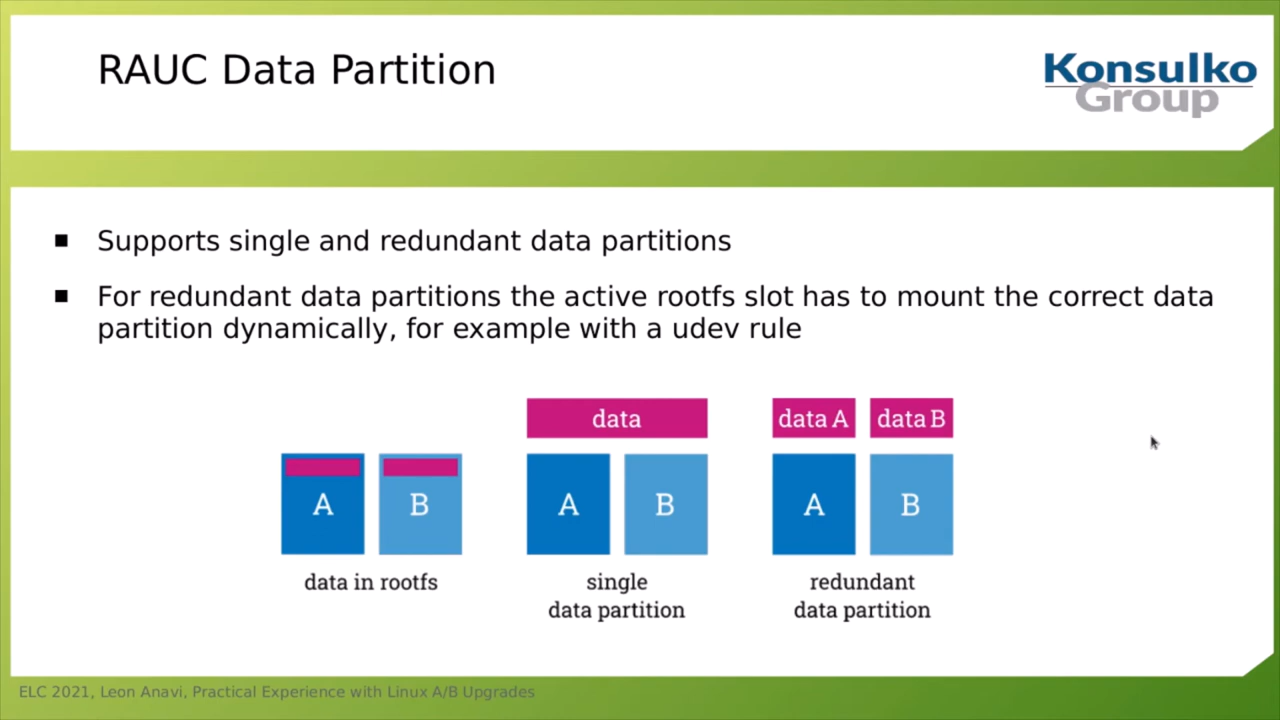 RAUC Data Partition
Konsulko
Group
Supports single and redundant data partitions
For redundant data partitions the active rootfs slot has to mount the correct data
partition dynamically, for example with a udev rule
data
data A
data B
A
B
A
B
A
B
data in rootfs
single
data partition
redundant
data partition
ELC 2021, Leon Anavi, Practical Experience with Linux A/B Upgrades